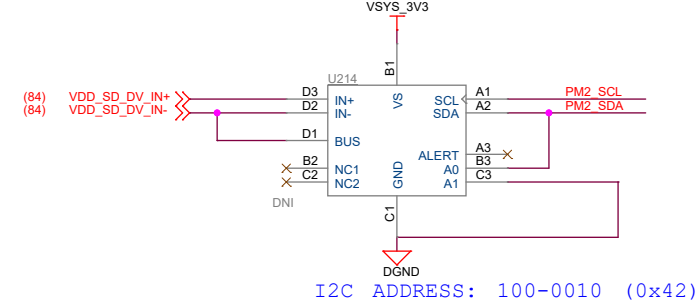 VSYS_3V3
U214
B1
(84) VDD_SD_DV_IN+ D3 IN+ VS SCL A1 PM2_SCL
(84) VDD_SD_DV_IN- D2 IN- SDA A2 PM2_SDA
D1 BUS
ALERT A3
B2 NC1 A0 B3
C2 NC2 GND A1 C3
DNI
C1
DGND
I2C ADDRESS: 100-0010 (0x42)